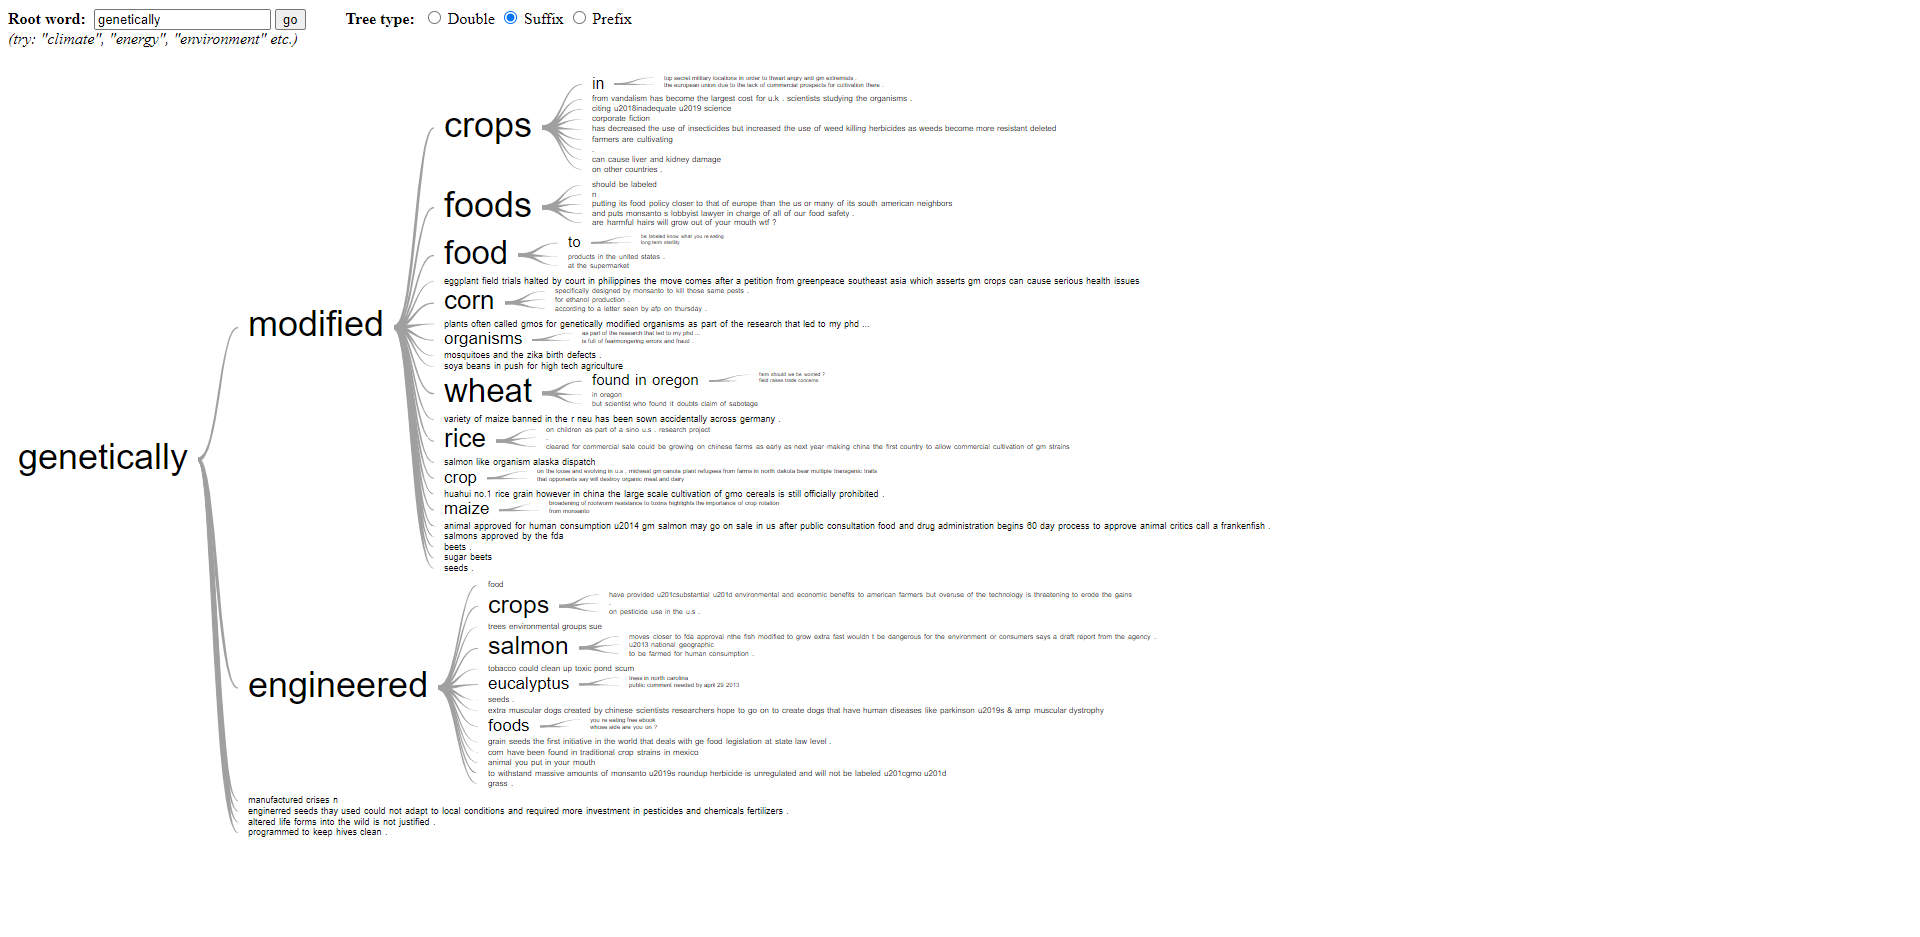 Root word: genetically go Tree type: Double Suffix Prefix
(try: "climate", "energy", "environment" etc.)
genetically
modified
crops
in
top secret military locations in order to thwart angry anti gm extremists .
the european union due to the lack of commercial prospects for cultivation there .
from vandalism has become the largest cost for u.k . scientists studying the organisms .
citing u2018inadequate u2019 science
corporate fiction
has decreased the use of insecticides but increased the use of weed killing herbicides as weeds become more resistant deleted
farmers are cultivating
.
can cause liver and kidney damage
on other countries .
foods
should be labeled
n
putting its food policy closer to that of europe than the us or many of its south american neighbors
and puts monsanto s lobbyist lawyer in charge of all of our food safety .
are harmful hairs will grow out of your mouth wtf ?
food
to
be labeled know what you re eating
long term sterility
products in the united states .
at the supermarket
eggplant field trials halted by court in philippines the move comes after a petition from greenpeace southeast asia which asserts gm crops can cause serious health issues
corn
specifically designed by monsanto to kill those same pests .
for ethanol production .
according to a letter seen by afp on thursday .
plants often called gmos for genetically modified organisms as part of the research that led to my phd ...
organisms
as part of the research that led to my phd ...
is full of fearmongering errors and fraud .
mosquitoes and the zika birth defects .
soya beans in push for high tech agriculture
wheat
found in oregon
farm should we be worried ?
field raises trade concerns
in oregon
but scientist who found it doubts claim of sabotage
variety of maize banned in the r neu has been sown accidentally across germany .
rice
on children as part of a sino u.s . research project
.
cleared for commercial sale could be growing on chinese farms as early as next year making china the first country to allow commercial cultivation of gm strains
salmon like organism alaska dispatch
crop
on the loose and evolving in u.s . midwest gm canola plant refugees from farms in north dakota bear multiple transgenic traits
that opponents say will destroy organic meat and dairy
huahui no.1 rice grain however in china the large scale cultivation of gmo cereals is still officially prohibited .
maize
broadening of rootworm resistance to toxins highlights the importance of crop rotation
from monsanto
animal approved for human consumption u2014 gm salmon may go on sale in us after public consultation food and drug administration begins 60 day process to approve animal critics call a frankenfish .
salmons approved by the fda
beets .
sugar beets
seeds .
engineered
food
crops
have provided u201csubstantial u201d environmental and economic benefits to american farmers but overuse of the technology is threatening to erode the gains
.
on pesticide use in the u.s .
trees environmental groups sue
salmon
moves closer to fda approval nthe fish modified to grow extra fast wouldn t be dangerous for the environment or consumers says a draft report from the agency .
u2013 national geographic
to be farmed for human consumption .
tobacco could clean up toxic pond scum
eucalyptus
trees in north carolina
public comment needed by april 29 2013
seeds .
extra muscular dogs created by chinese scientists researchers hope to go on to create dogs that have human diseases like parkinson u2019s & amp muscular dystrophy
foods
you re eating free ebook
whose side are you on ?
grain seeds the first initiative in the world that deals with ge food legislation at state law level .
corn have been found in traditional crop strains in mexico
animal you put in your mouth
to withstand massive amounts of monsanto u2019s roundup herbicide is unregulated and will not be labeled u201cgmo u201d
grass .
manufactured crises n
enginerred seeds thay used could not adapt to local conditions and required more investment in pesticides and chemicals fertilizers .
altered life forms into the wild is not justified .
programmed to keep hives clean .